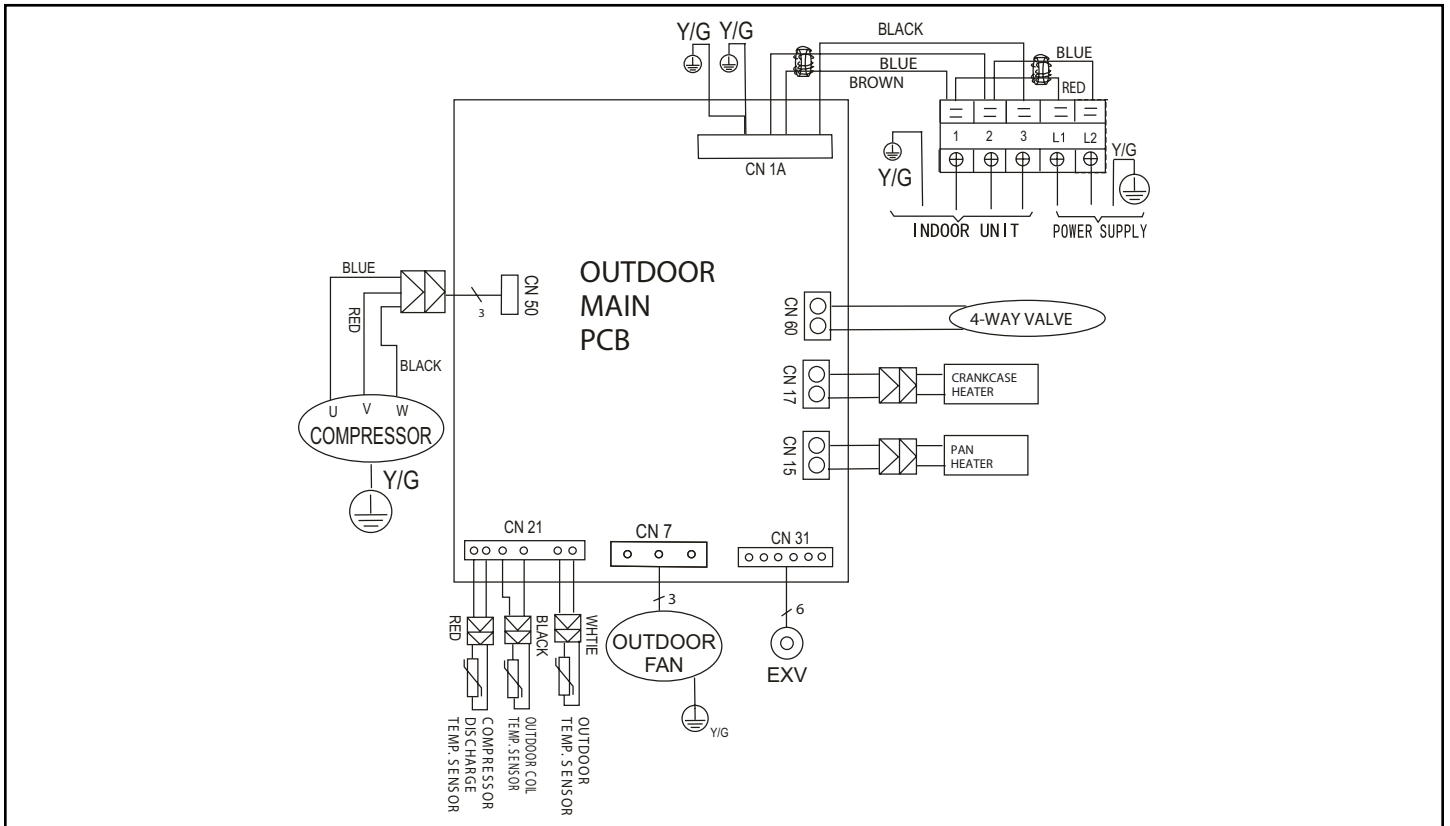 Y/G Y/G
BLACK
BLUE
BLUE
BROWN
RED
1 2 3 L1 L2
CN 1A
Y/G
Y/G
INDOOR UNIT
POWER SUPPLY
BLUE
RED
BLACK
3
CN 50
OUTDOOR
MAIN
PCB
CN 60
4-WAY VALVE
CN 17
CRANKCASE
HEATER
CN 15
PAN
HEATER
U V W
COMPRESSOR
Y/G
CN 21
CN 7
CN 31
RED
BLACK
WHTIE
3
6
OUTDOOR
FAN
EXV
Y/G
COMPRESSOR
DISCHARGE
TEMP. SENSOR
OUTDOOR COIL
TEMP. SENSOR
OUTDOOR
TEMP. SENSOR